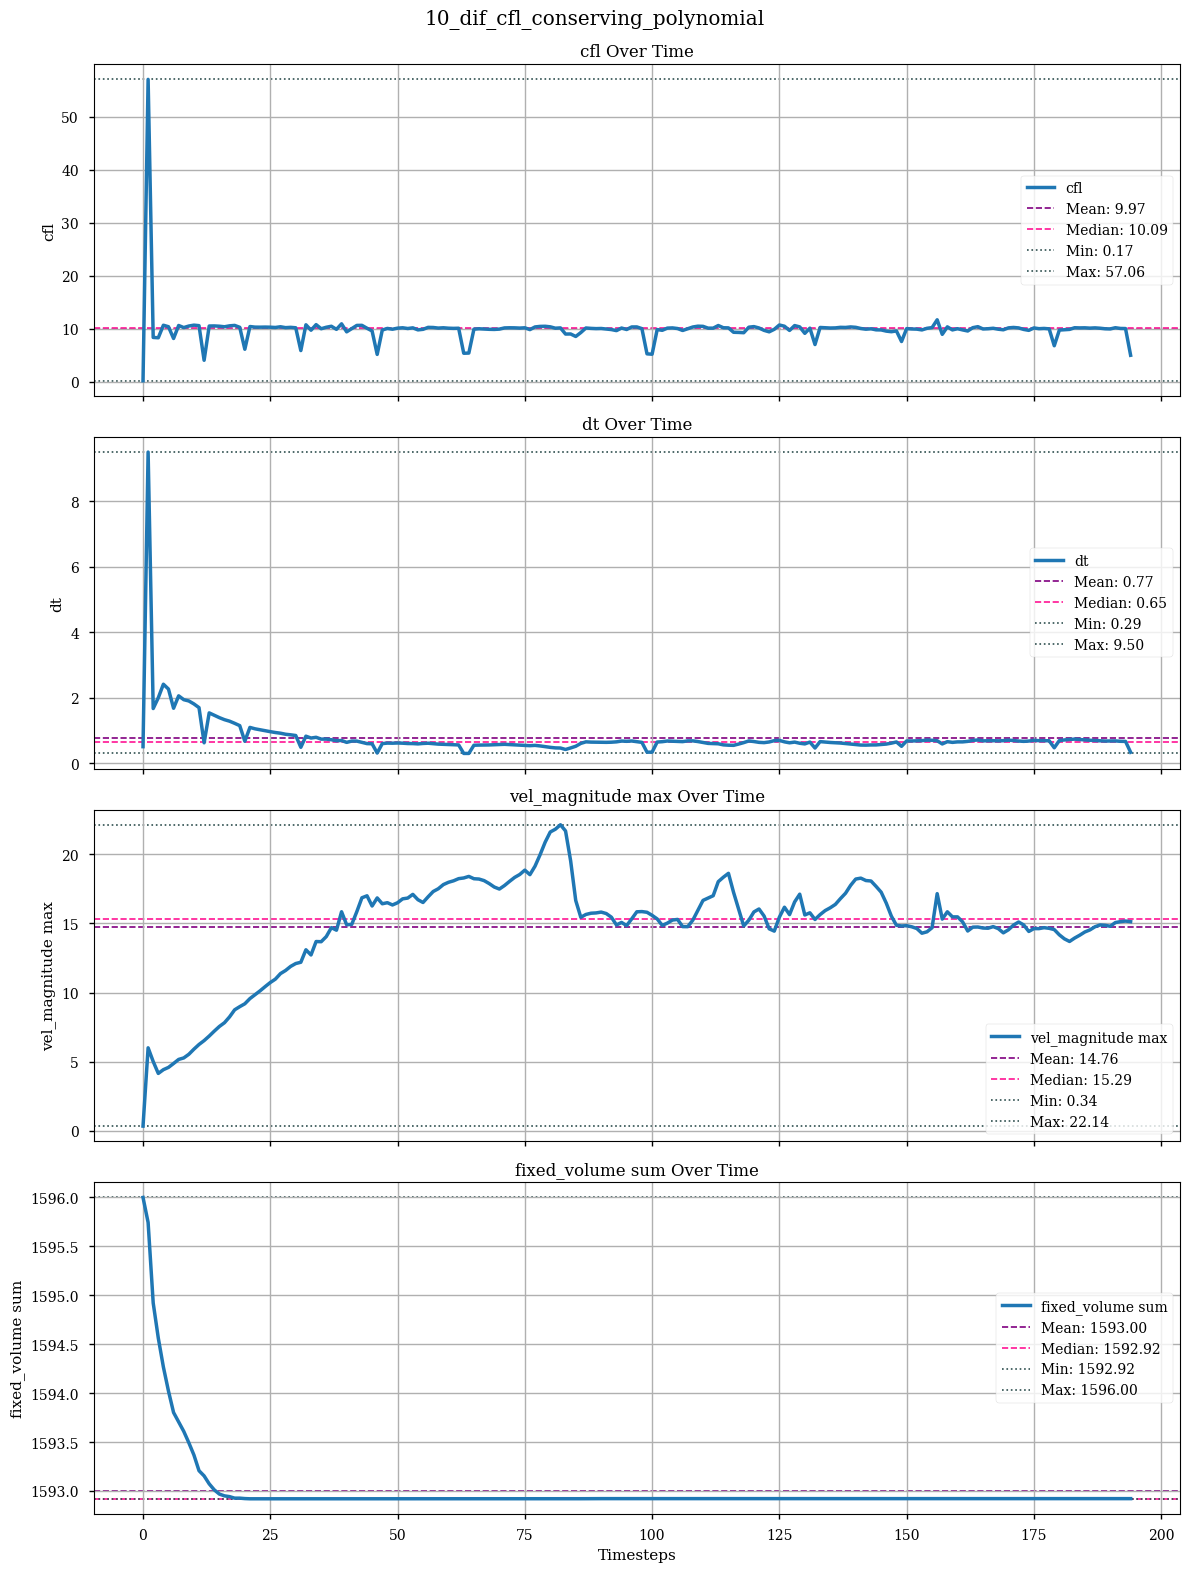 10_dif_cfl_conserving_polynomial
cfl Over Time
50
40
30
20
10
0
cfl
cfl
Mean: 9.97
Median: 10.09
Min: 0.17
Max: 57.06
dt Over Time
8
6
4
2
0
dt
dt
Mean: 0.77
Median: 0.65
Min: 0.29
Max: 9.50
vel_magnitude max Over Time
20
15
10
5
0
vel_magnitude max
vel_magnitude max
Mean: 14.76
Median: 15.29
Min: 0.34
Max: 22.14
fixed_volume sum Over Time
1596.0
1595.5
1595.0
1594.5
1594.0
1593.5
1593.0
fixed_volume sum
fixed_volume sum
Mean: 1593.00
Median: 1592.92
Min: 1592.92
Max: 1596.00
0 25 50 75 100 125 150 175 200
Timesteps